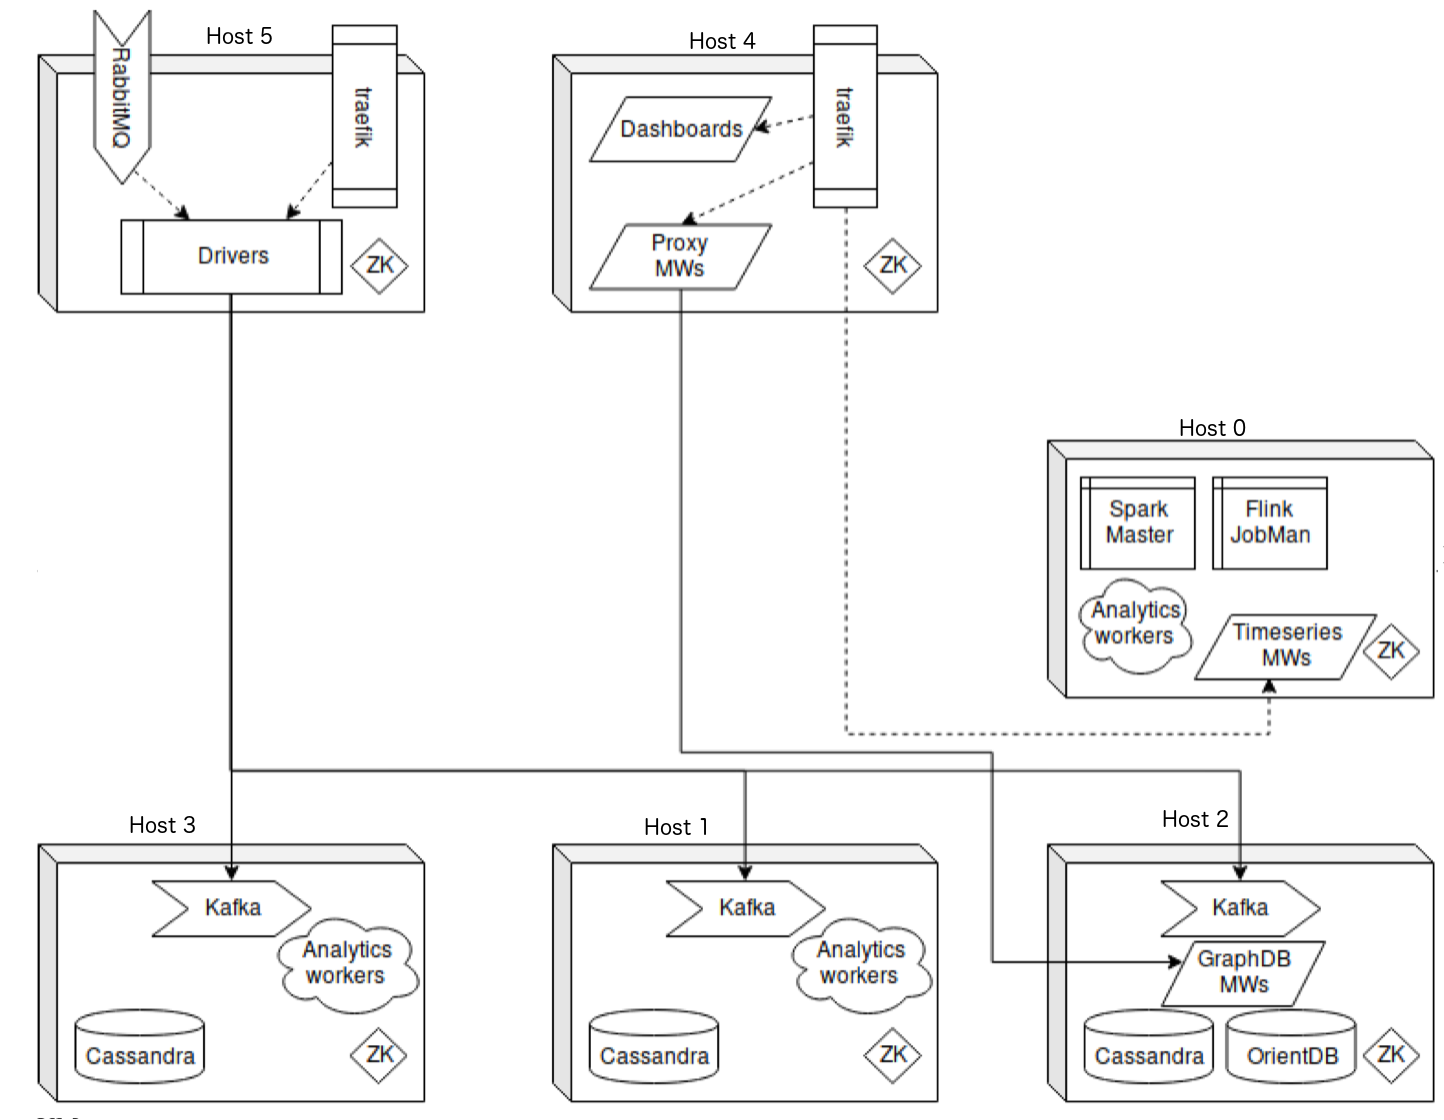 Host 5
RabbitMQ
traefik
Drivers
ZK
Host 4
Dashboards
traefik
Proxy
MWs
ZK
Host 0
Spark
Master
Flink
JobMan
Analytics
workers
Timeseries
MWs
ZK
Host 3
Kafka
Analytics
workers
Cassandra
ZK
Host 1
Kafka
Analytics
workers
Cassandra
ZK
Host 2
Kafka
GraphDB
MWs
Cassandra
OrientDB
ZK